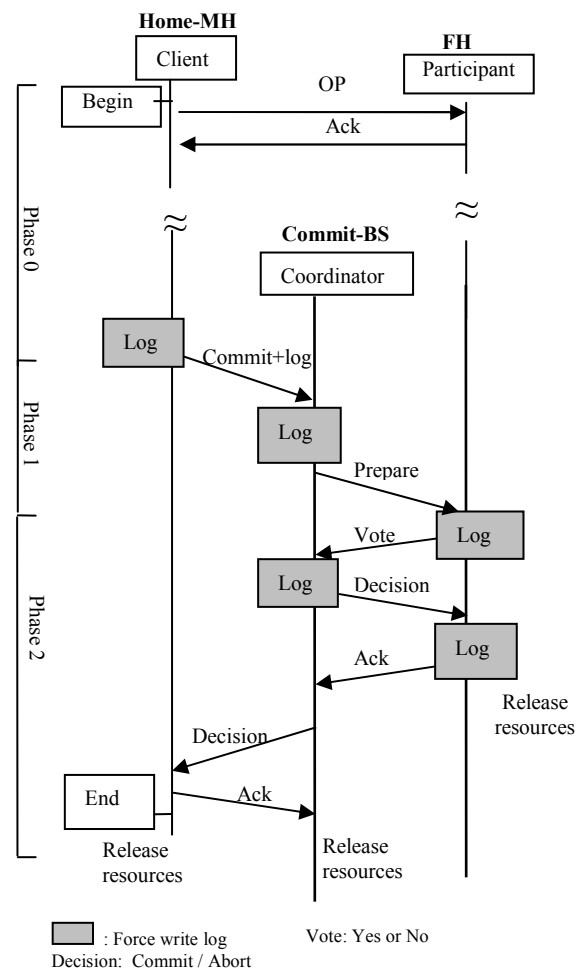 Home-MH
FH
Client
Participant
Begin
OP
Ack
Phase 0
Commit-BS
Coordinator
Log
Commit+log
Log
Phase 1
Prepare
Log
Vote
Log
Decision
Phase 2
Log
Ack
Release
resources
Decision
End
Ack
Release
resources
Release
resources
: Force write log
Vote: Yes or No
Decision: Commit / Abort